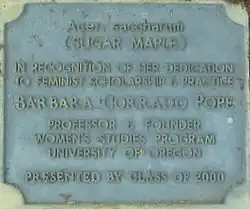 Acer saccharum
(SUGAR MAPLE)
IN RECOGNITION OF HER DEDICATION
TO FEMINIST SCHOLARSHIP & PRACTICE
BARBARA CORRADO POPE
PROFESSOR & FOUNDER
WOMEN'S STUDIES PROGRAM
UNIVERSITY OF OREGON
PRESENTED BY CLASS OF 2000